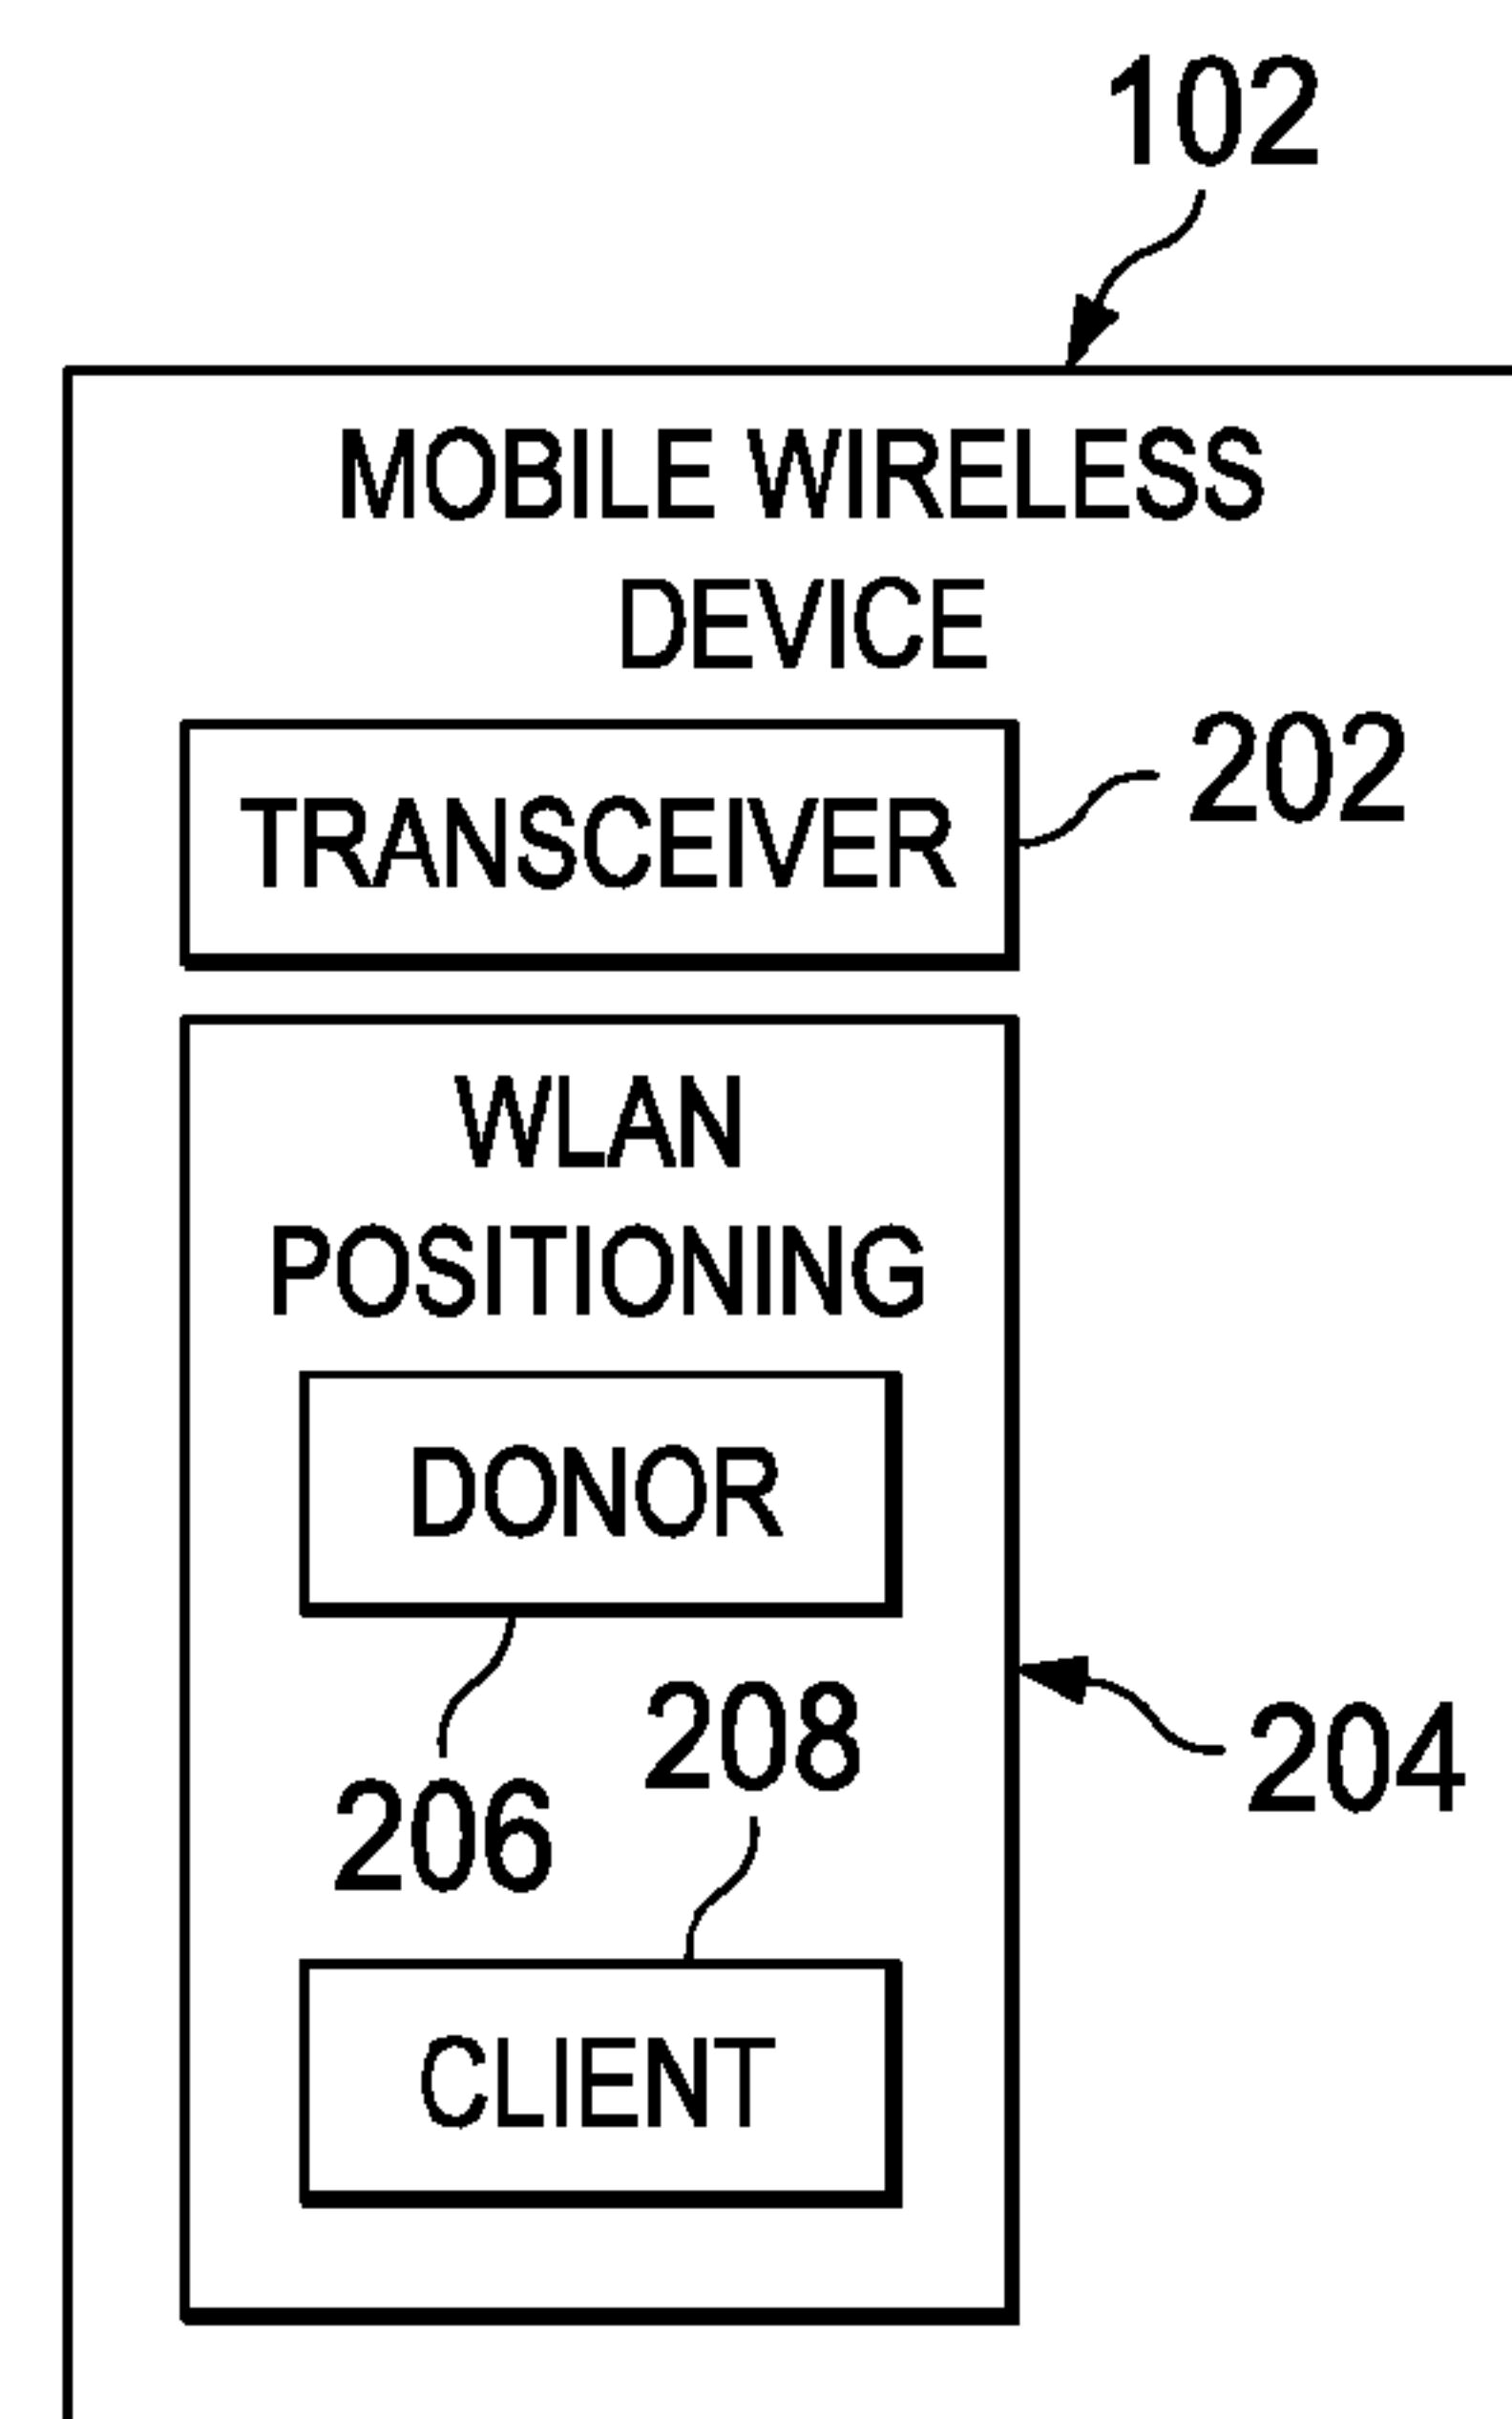 102
MOBILE WIRELESS
DEVICE
TRANSCEIVER
202
WLAN
POSITIONING
DONOR
208
204
206
CLIENT